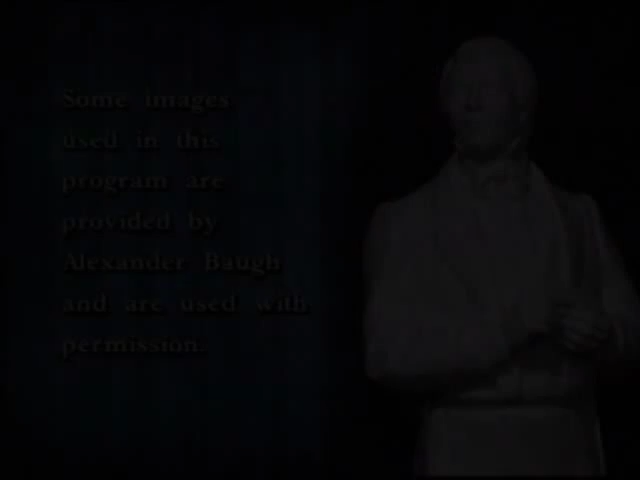 Some images
used in this
program are
provided by
Alexander Baugh
and are used with
permission.